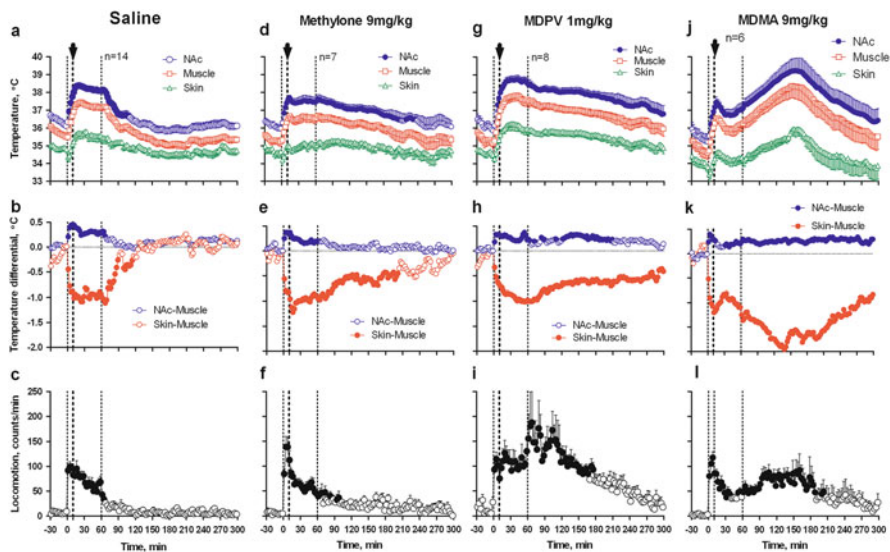 Saline
Methylone 9mg/kg
MDPV 1mg/kg
MDMA 9mg/kg
a
n=14
NAc
Muscle
Skin
d
n=7
NAc
Muscle
Skin
g
n=8
NAc
Muscle
Skin
j
n=6
NAc
Muscle
Skin
Temperature, °C
40
39
38
37
36
35
34
33
b
e
h
k
Temperature differential, °C
0.5
0.0
-0.5
-1.0
-1.5
-2.0
NAc-Muscle
Skin-Muscle
NAc-Muscle
Skin-Muscle
NAc-Muscle
Skin-Muscle
NAc-Muscle
Skin-Muscle
c
f
i
l
Locomotion, counts/min
250
200
150
100
50
0
-30 0 30 60 90 120 150 180 210 240 270 300
-30 0 30 60 90 120 150 180 210 240 270 300
-30 0 30 60 90 120 150 180 210 240 270 300
-30 0 30 60 90 120 150 180 210 240 270 300
Time, min
Time, min
Time, min
Time, min